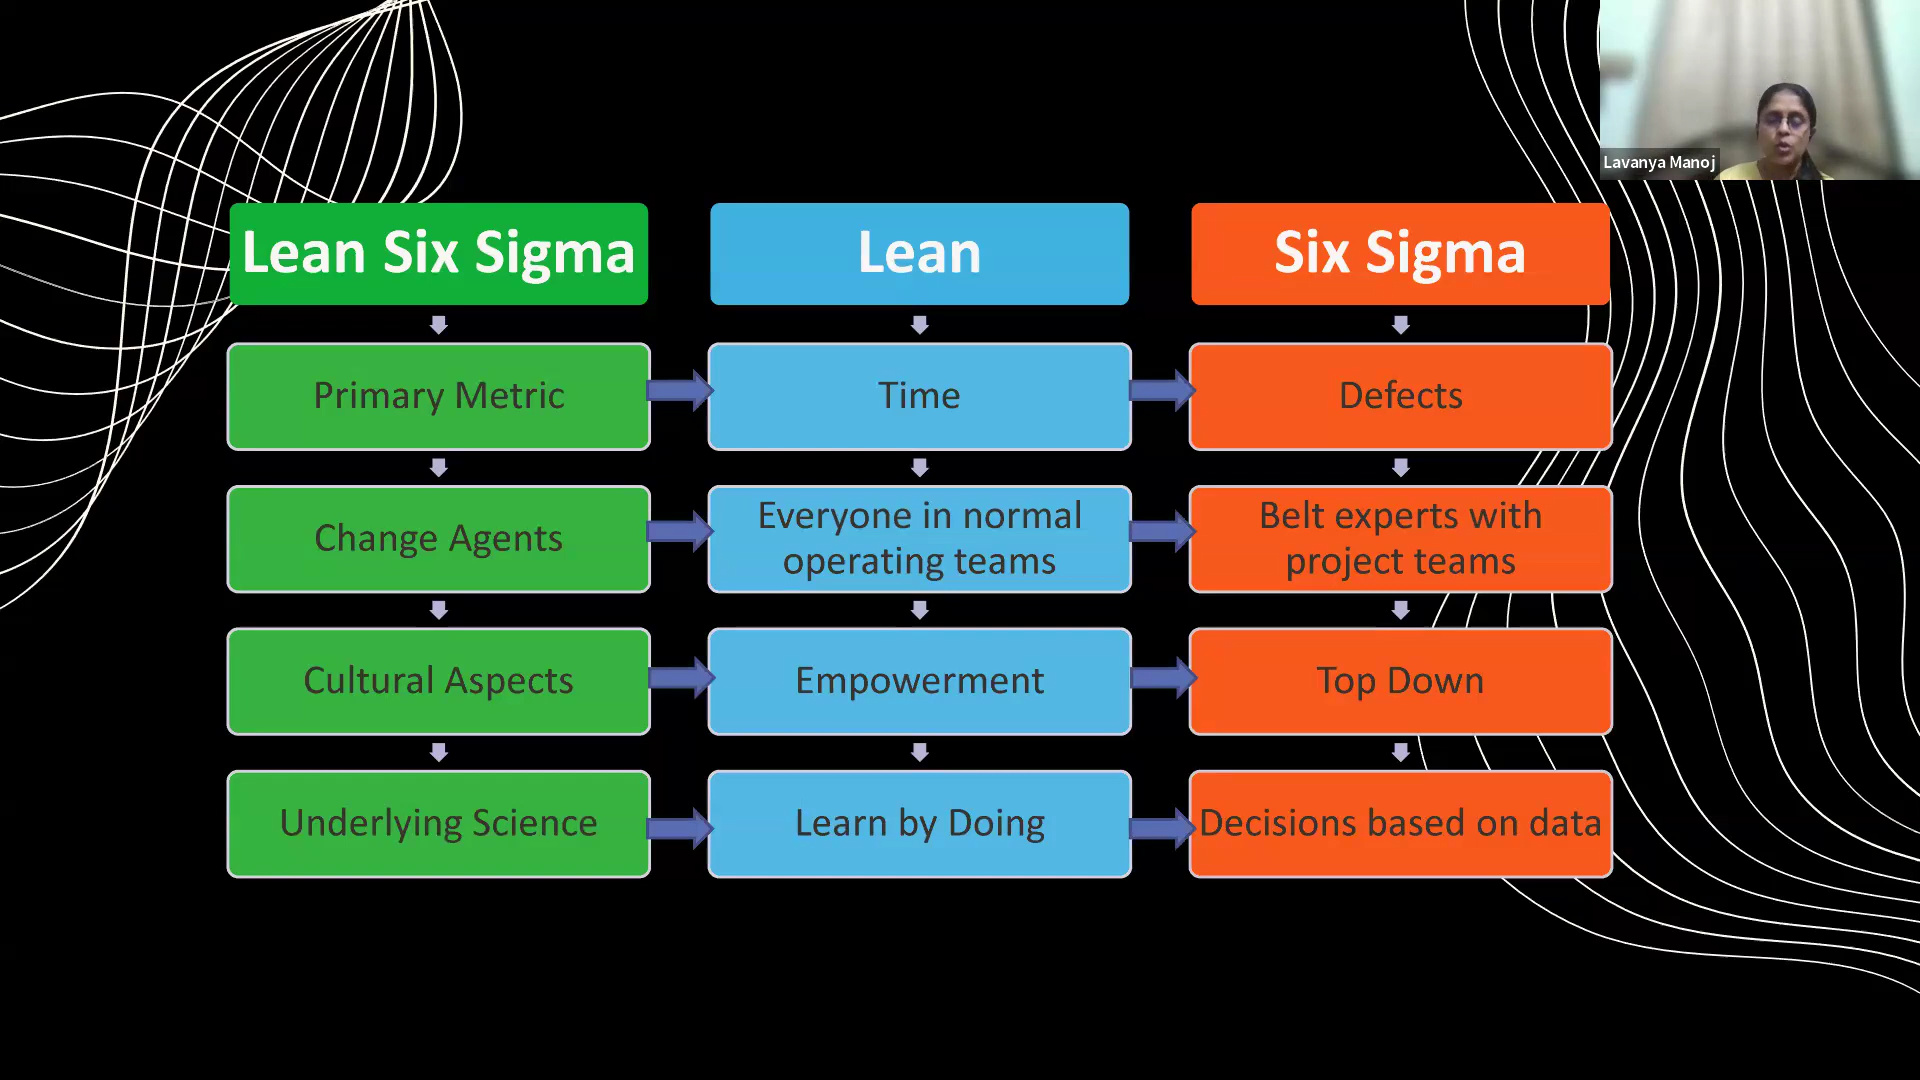 Lavanya Manoj
Lean Six Sigma
Lean
Six Sigma
Primary Metric
Time
Defects
Change Agents
Everyone in normal
operating teams
Belt experts with
project teams
Cultural Aspects
Empowerment
Top Down
Underlying Science
Learn by Doing
Decisions based on data